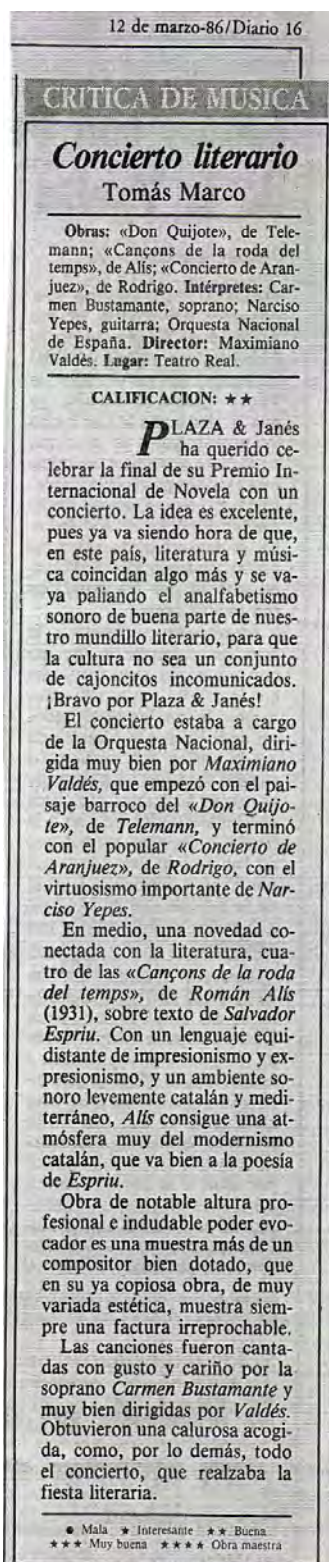 12 de marzo-86/Diario 16
CRITICA DE MUSICA
Concierto literario
Tomás Marco
Obras: «Don Quijote», de Tele-
mann; «Cançons de la roda del
temps», de Alís; «Concierto de Aran-
juez», de Rodrigo. Intérpretes: Car-
men Bustamante, soprano; Narciso
Yepes, guitarra; Orquesta Nacional
de España. Director: Maximiano
Valdés. Lugar: Teatro Real.
CALIFICACION: ★★
PLAZA & Janés
ha querido ce-
lebrar la final de su Premio In-
ternacional de Novela con un
concierto. La idea es excelente,
pues ya va siendo hora de que,
en este país, literatura y músi-
ca coincidan algo más y se va-
ya paliando el analfabetismo
sonoro de buena parte de nues-
tro mundillo literario, para que
la cultura no sea un conjunto
de cajoncitos incomunicados.
¡Bravo por Plaza & Janés!
El concierto estaba a cargo
de la Orquesta Nacional, diri-
gida muy bien por Maximiano
Valdés, que empezó con el pai-
saje barroco del «Don Quijo-
te», de Telemann, y terminó
con el popular «Concierto de
Aranjuez», de Rodrigo, con el
virtuosismo importante de Nar-
ciso Yepes.
En medio, una novedad co-
nectada con la literatura, cua-
tro de las «Cançons de la roda
del temps», de Román Alís
(1931), sobre texto de Salvador
Espriu. Con un lenguaje equi-
distante de impresionismo y ex-
presionismo, y un ambiente so-
noro levemente catalán y medi-
terráneo, Alís consigue una at-
mósfera muy del modernismo
catalán, que va bien a la poesía
de Espriu.
Obra de notable altura pro-
fesional e indudable poder evo-
cador es una muestra más de un
compositor bien dotado, que
en su ya copiosa obra, de muy
variada estética, muestra siem-
pre una factura irreprochable.
Las canciones fueron canta-
das con gusto y cariño por la
soprano Carmen Bustamante y
muy bien dirigidas por Valdés.
Obtuvieron una calurosa acogi-
da, como, por lo demás, todo
el concierto, que realzaba la
fiesta literaria.
● Mala ★ Interesante ★★ Buena
★★★ Muy buena ★★★★ Obra maestra